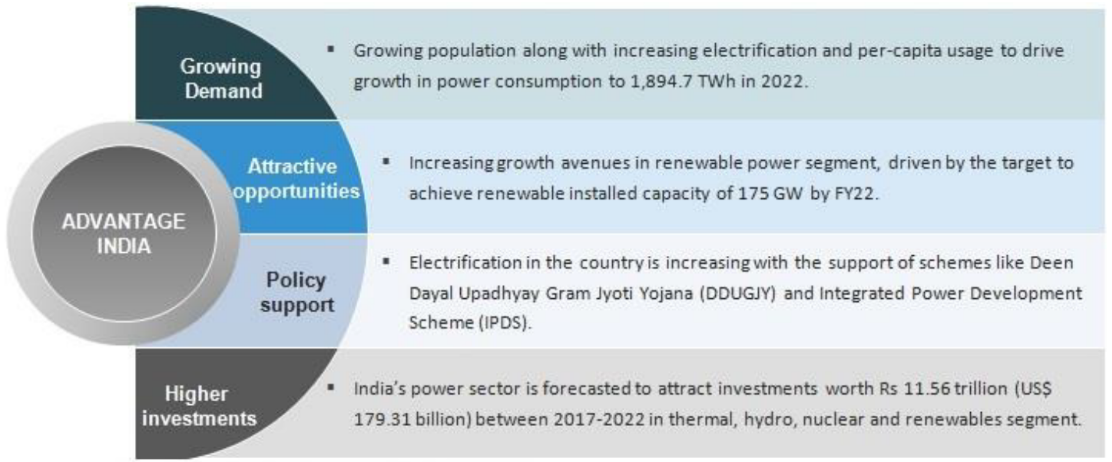 ADVANTAGE
INDIA
Growing
Demand
▪ Growing population along with increasing electrification and per-capita usage to drive
growth in power consumption to 1,894.7 TWh in 2022.
Attractive
opportunities
▪ Increasing growth avenues in renewable power segment, driven by the target to
achieve renewable installed capacity of 175 GW by FY22.
Policy
support
▪ Electrification in the country is increasing with the support of schemes like Deen
Dayal Upadhyay Gram Jyoti Yojana (DDUGJY) and Integrated Power Development
Scheme (IPDS).
Higher
investments
▪ India’s power sector is forecasted to attract investments worth Rs 11.56 trillion (US$
179.31 billion) between 2017-2022 in thermal, hydro, nuclear and renewables segment.